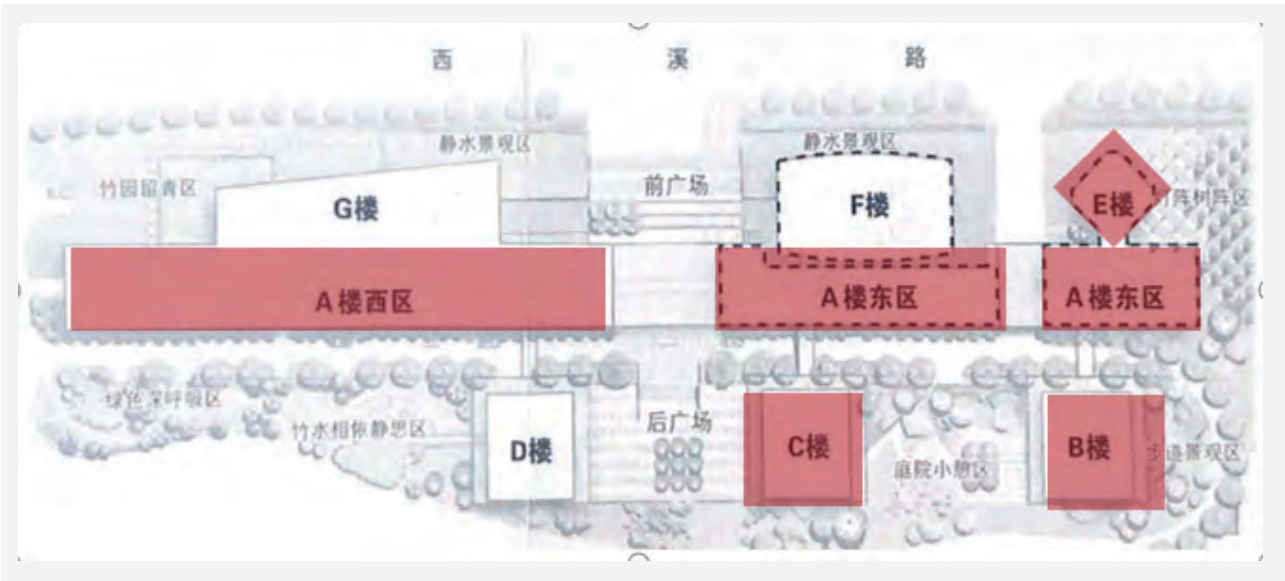 西 溪 路
静水景观区
静水景观区
竹园留青区
前广场
G楼
F楼
E楼
阵树阵区
A楼西区
A楼东区
A楼东区
绿色深呼吸区
竹水相依静思区
后广场
D楼
C楼
B楼
庭院小憩区
道景观区